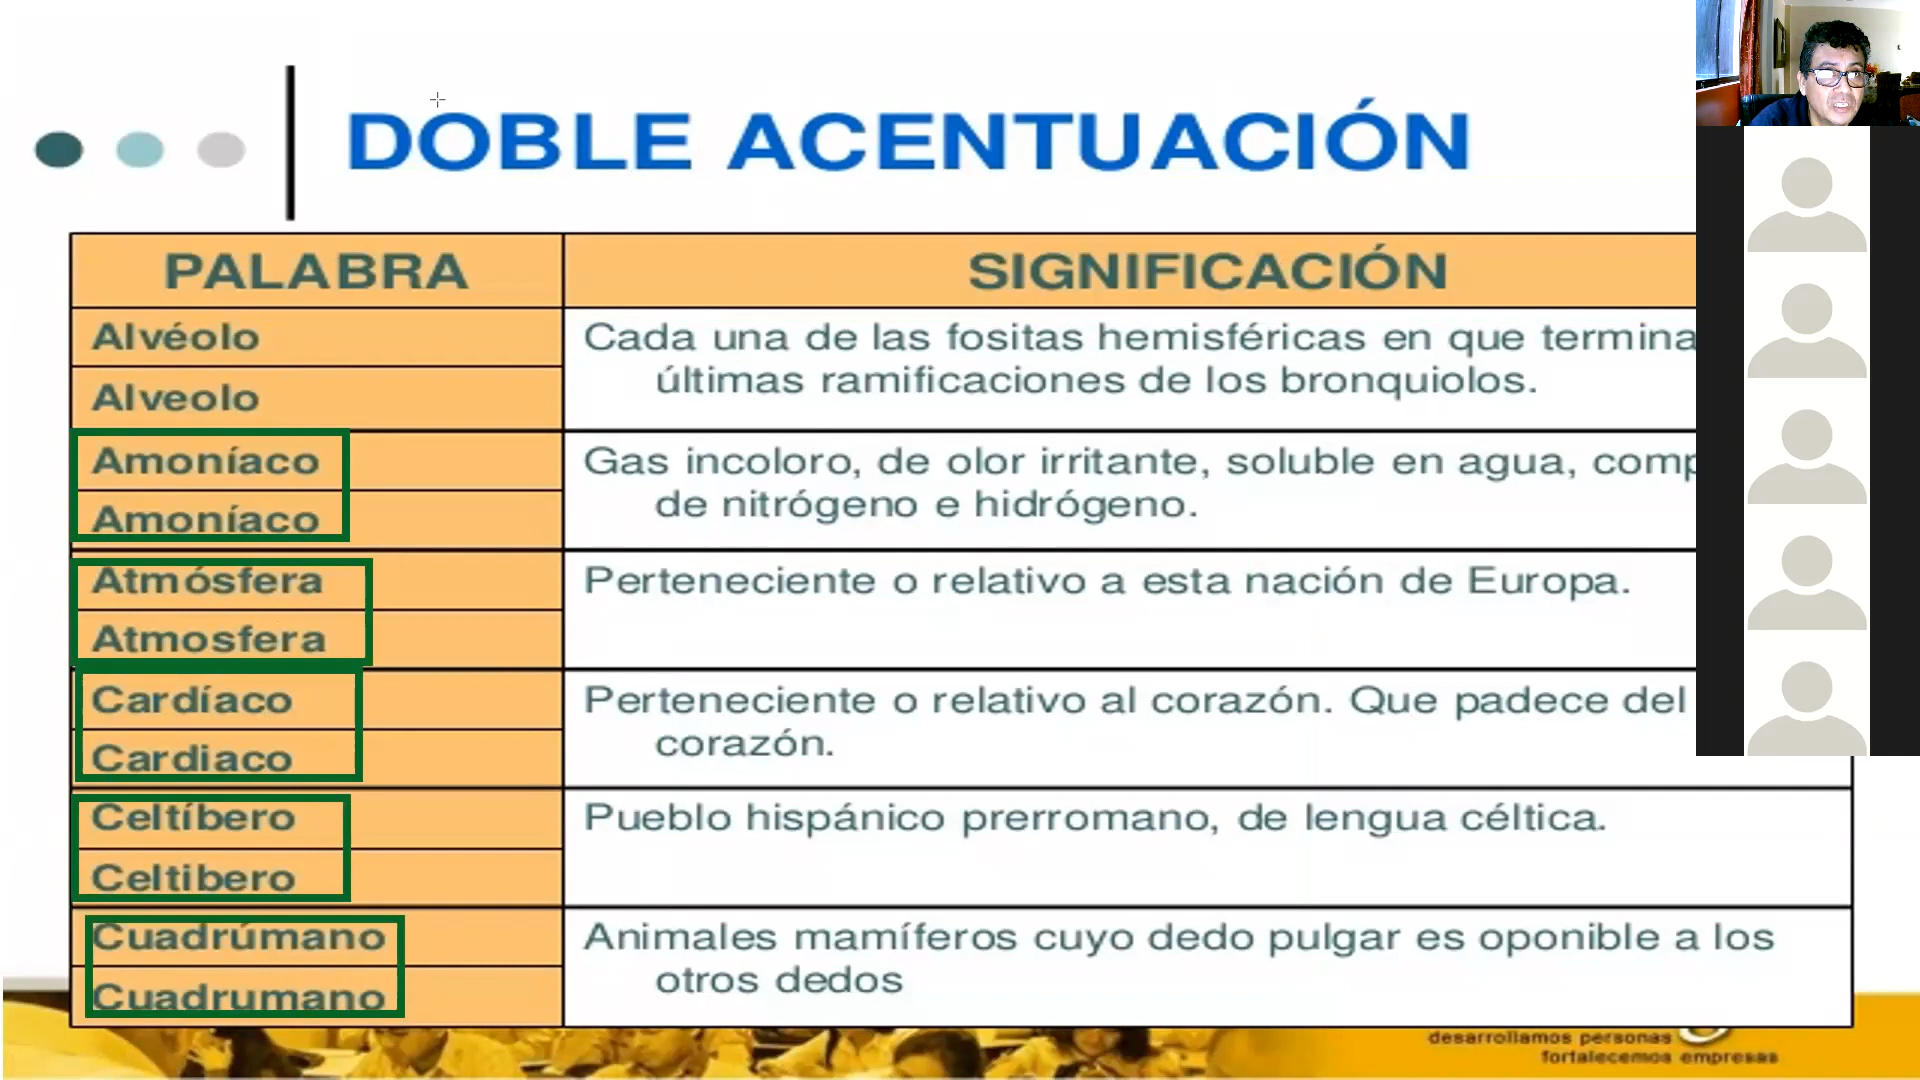 DOBLE ACENTUACIÓN
PALABRA
SIGNIFICACIÓN
Alvéolo
Alveolo
Cada una de las fositas hemisféricas en que termina
últimas ramificaciones de los bronquiolos.
Amoníaco
Amoníaco
Gas incoloro, de olor irritante, soluble en agua,
de nitrógeno e hidrógeno.
Atmósfera
Atmosfera
Perteneciente o relativo a esta nación de Europa.
Cardíaco
Cardiaco
Perteneciente o relativo al corazón. Que padece del
corazón.
Celtíbero
Celtibero
Pueblo hispánico prerromano, de lengua céltica.
Cuadrúmano
Cuadrumano
Animales mamíferos cuyo dedo pulgar es oponible a los
otros dedos
desarrollamos personas
fortalecemos empresas